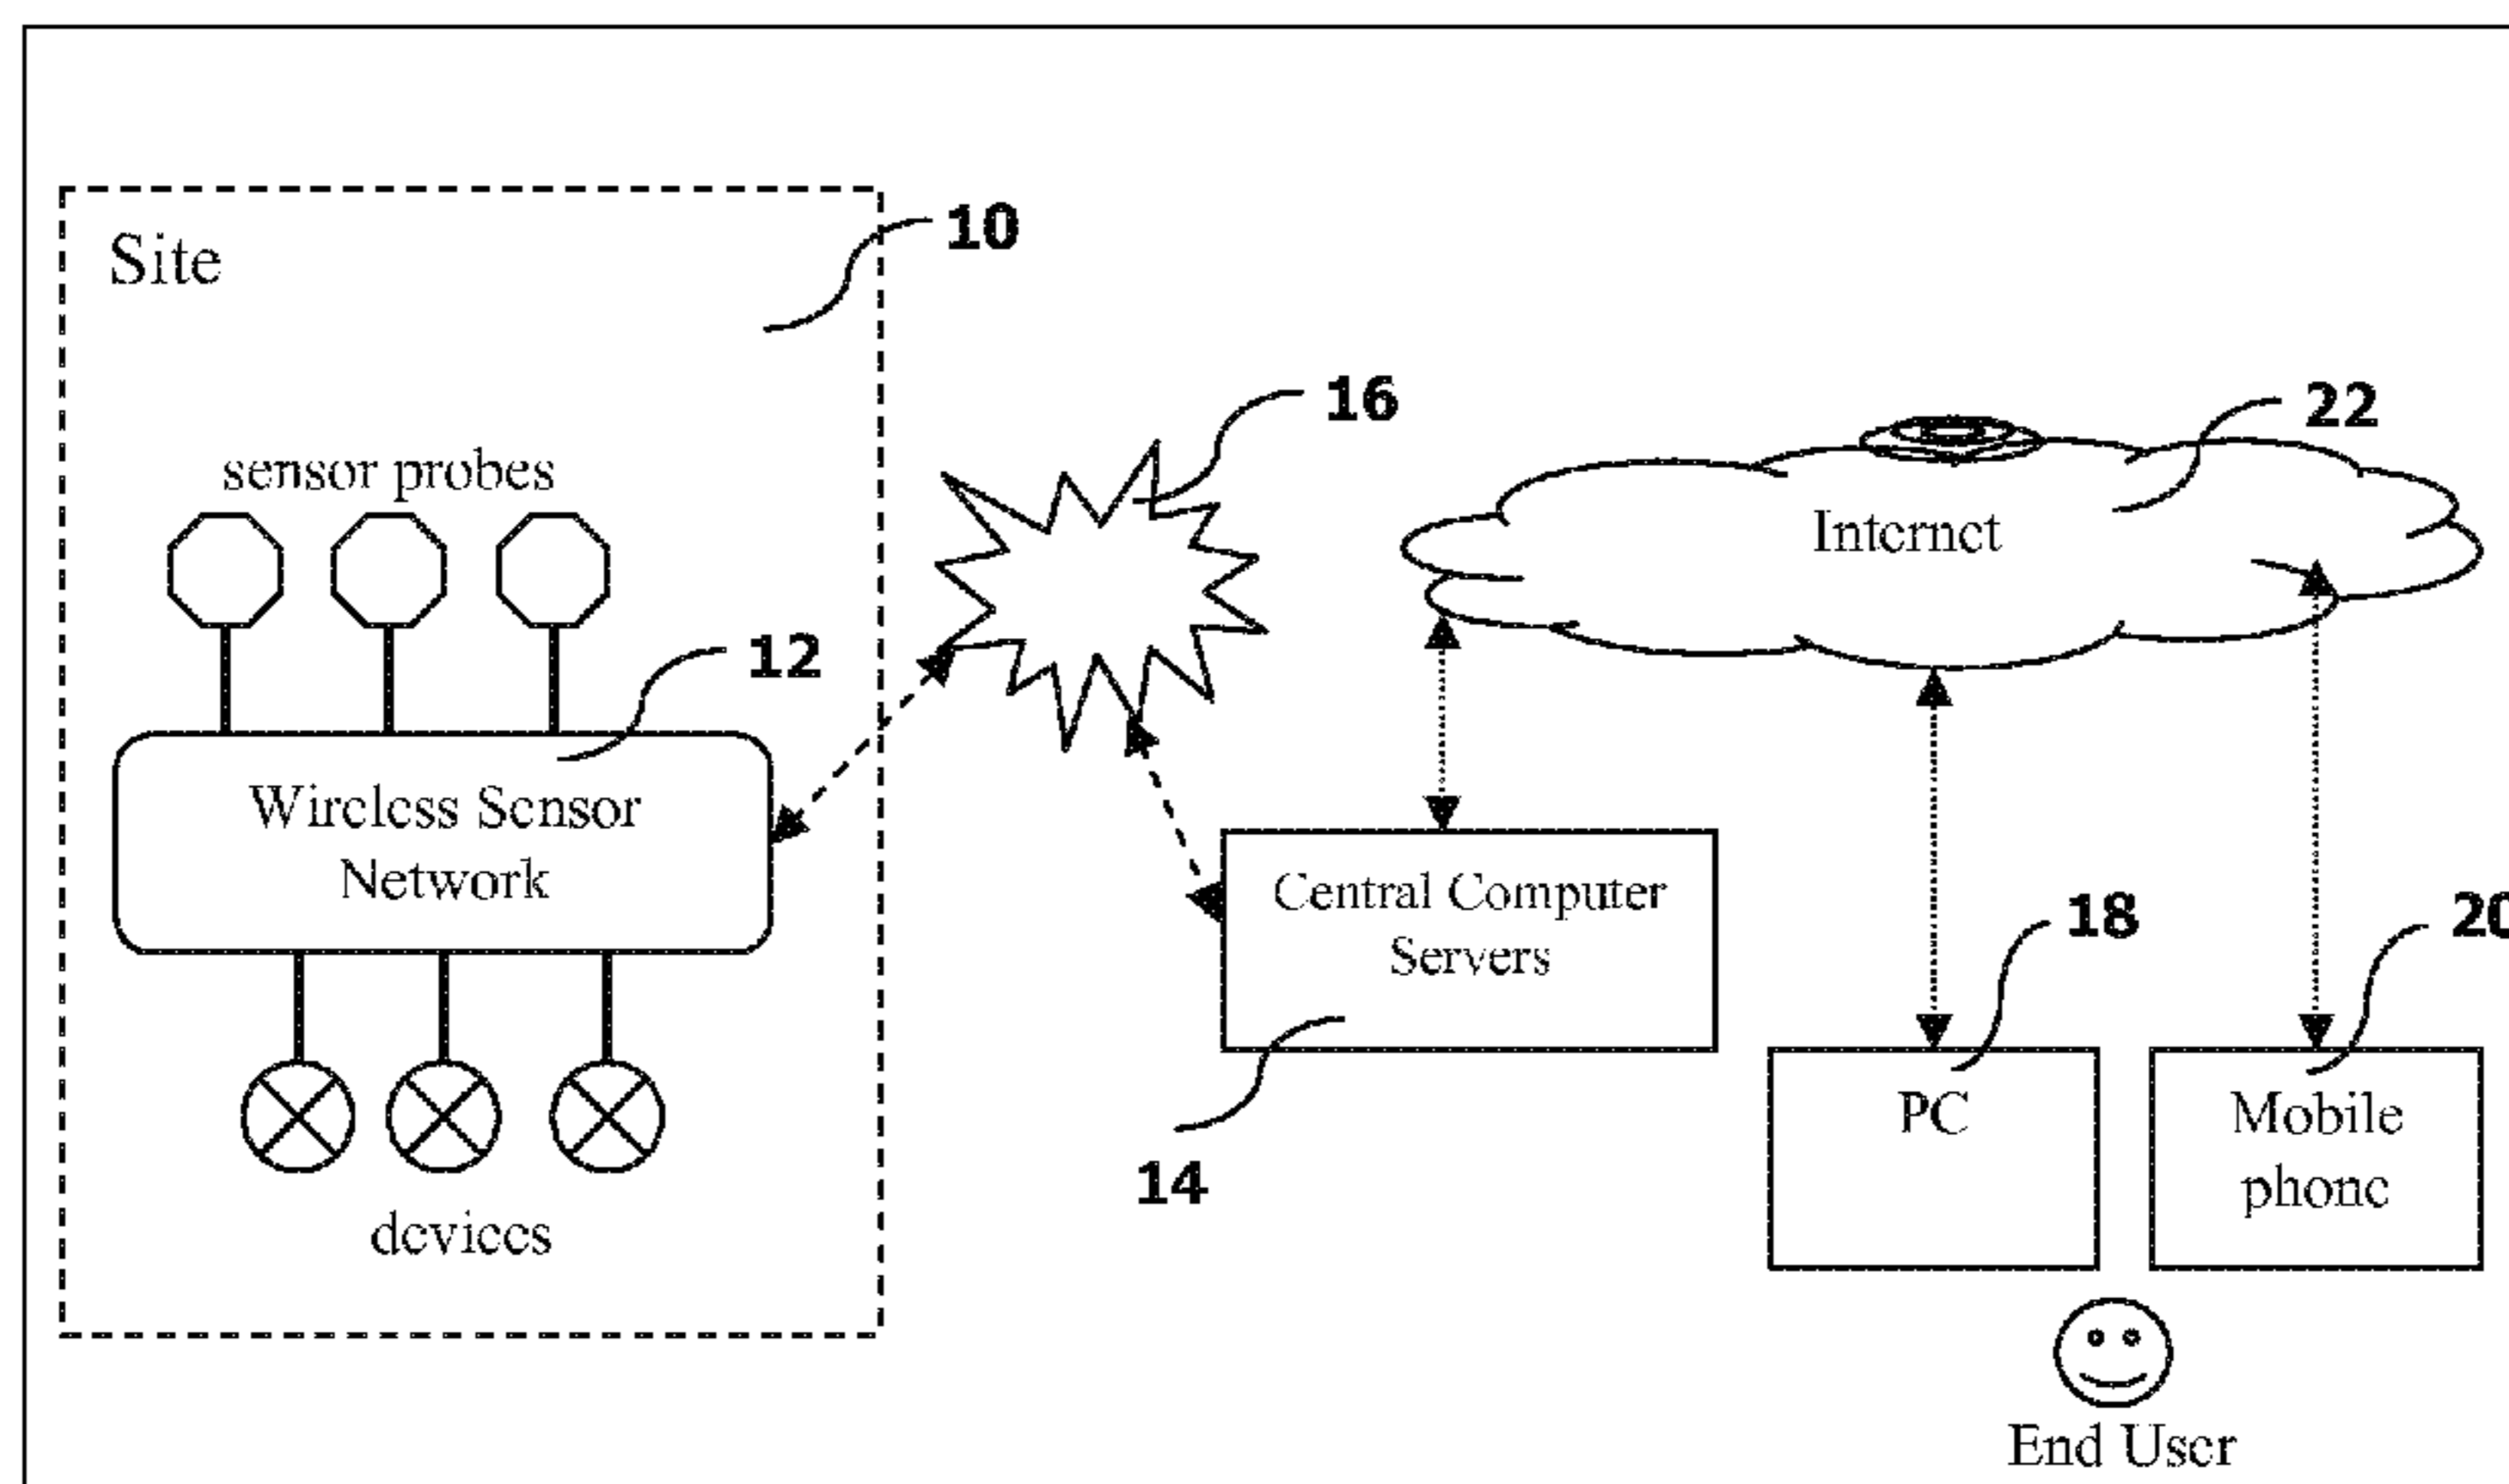 Site
10
16
22
sensor probes
Internet
12
Wireless Sensor
Network
Central Computer
Servers
18
20
PC
Mobile
phone
14
devices
End User